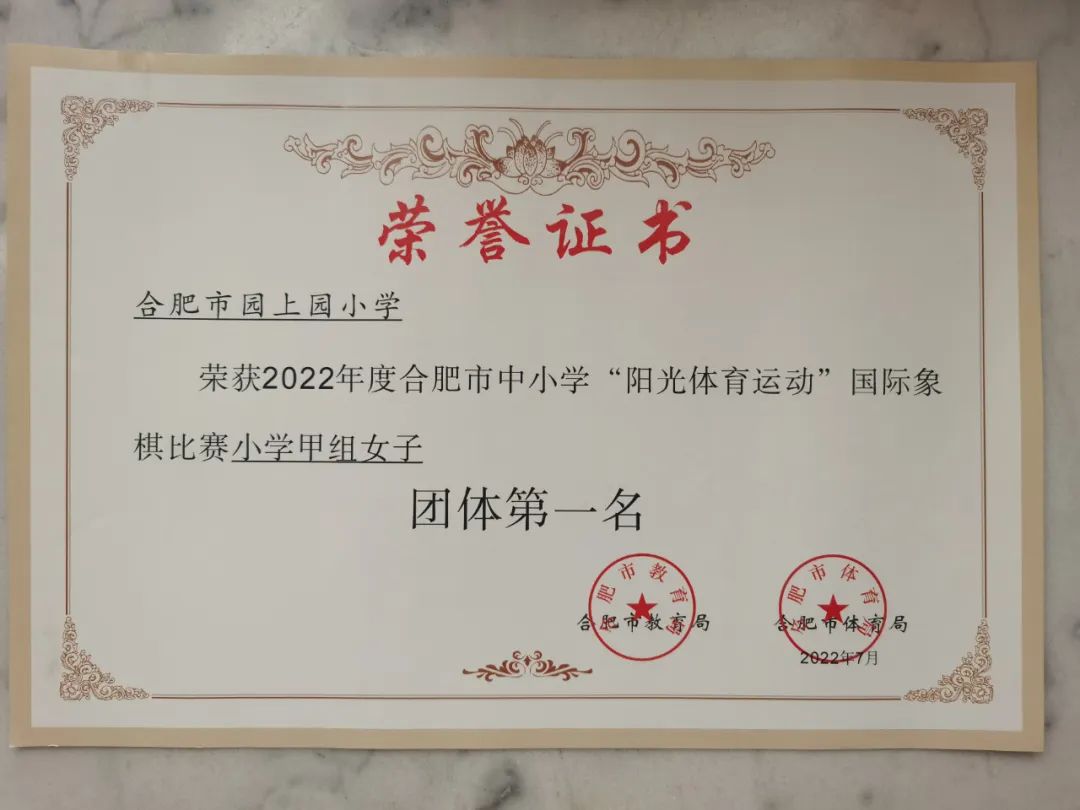 荣誉证书
合肥市园上园小学
荣获2022年度合肥市中小学“阳光体育运动”国际象
棋比赛小学甲组女子
团体第一名
合肥市教育局
合肥市体育局
合肥市教育局
合肥市体育局
2022年7月